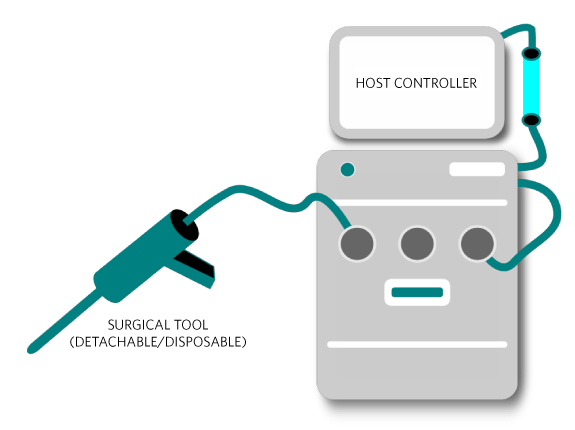 HOST CONTROLLER
SURGICAL TOOL
(DETACHABLE/DISPOSABLE)